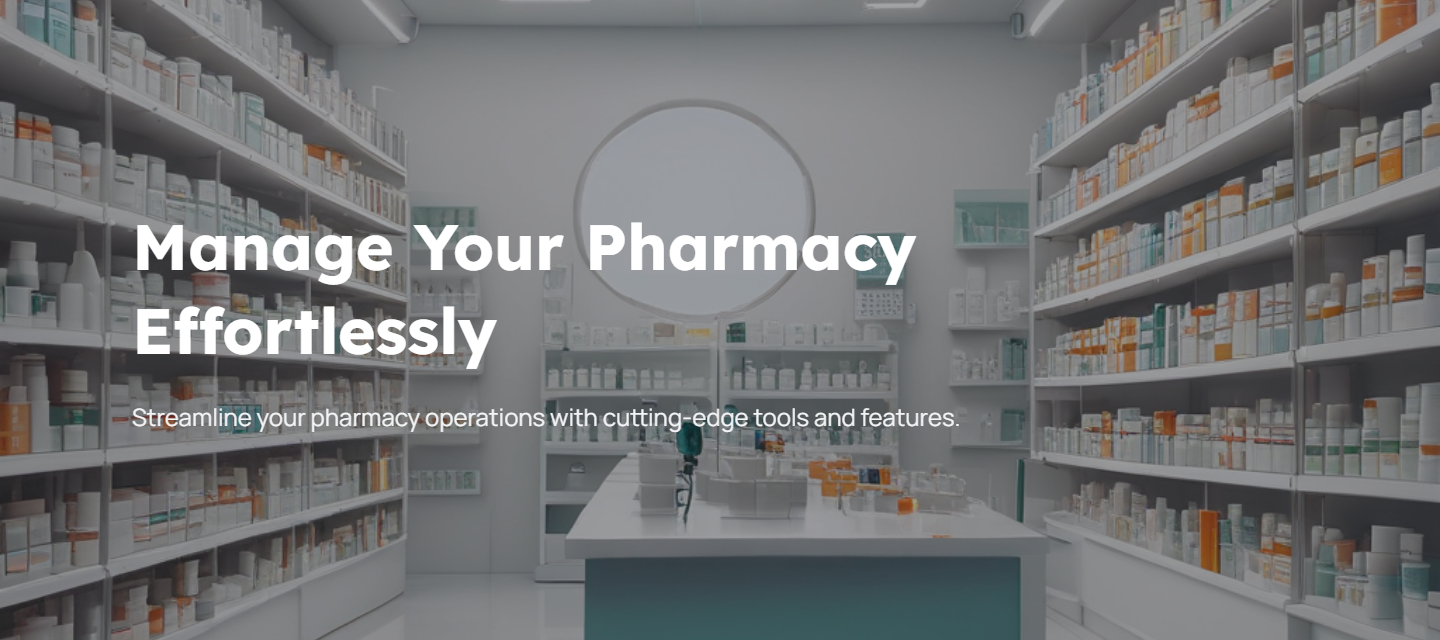 Manage Your Pharmacy
Effortlessly
Streamline your pharmacy operations with cutting-edge tools and features.